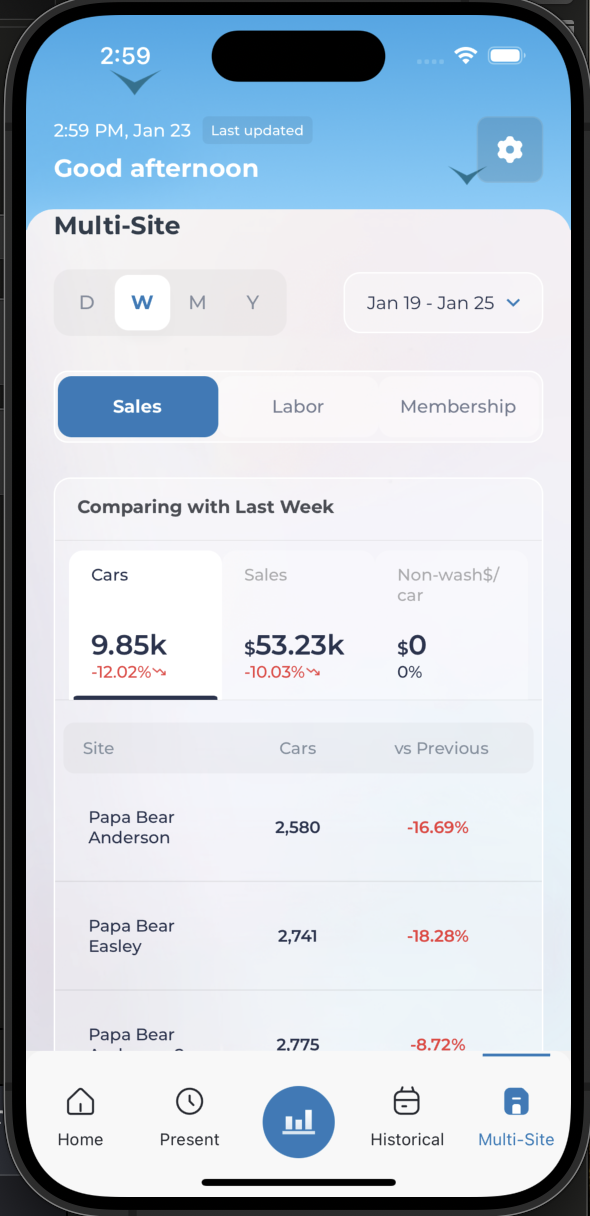 2:59
2:59 PM, Jan 23 Last updated
Good afternoon
Multi-Site
D W M Y Jan 19 - Jan 25
Sales Labor Membership
Comparing with Last Week
Cars Sales Non-wash$/
car
9.85k $53.23k $0
-12.02% -10.03% 0%
Site Cars vs Previous
Papa Bear
Anderson 2,580 -16.69%
Papa Bear
Easley 2,741 -18.28%
Papa Bear
2,775 -8.72%
Home Present Historical Multi-Site